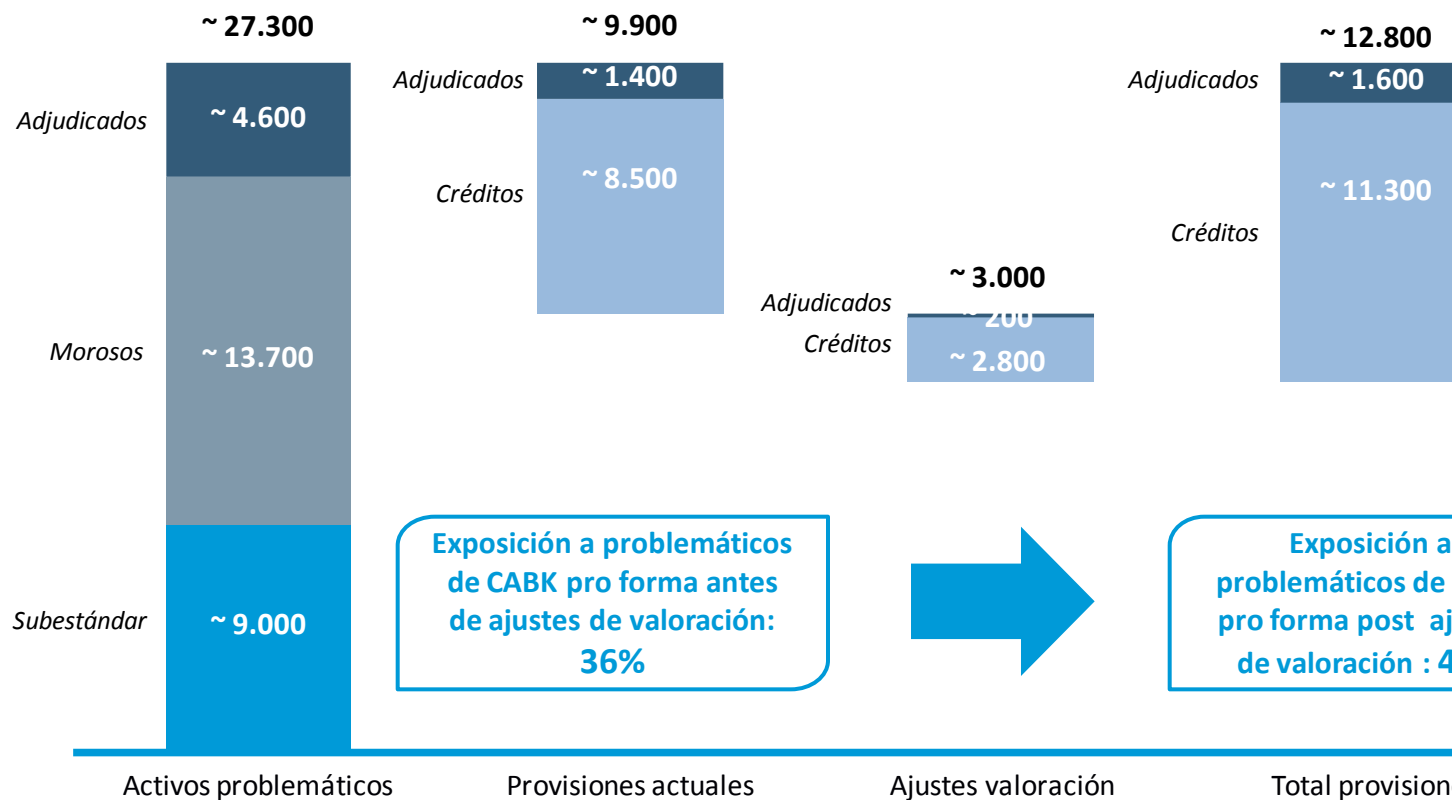 ~ 27.300
Adjudicados
~ 4.600
Morosos
~ 13.700
Subestándar
~ 9.000
Activos problemáticos
~ 9.900
Adjudicados
~ 1.400
Créditos
~ 8.500
Exposición a problemáticos
de CABK pro forma antes
de ajustes de valoración:
36%
Provisiones actuales
~ 3.000
Adjudicados
~ 200
Créditos
~ 2.800
Ajustes valoración
~ 12.800
Adjudicados
~ 1.600
Créditos
~ 11.300
Exposición a
problemáticos de
pro forma post aj
de valoración : 4
Total provision